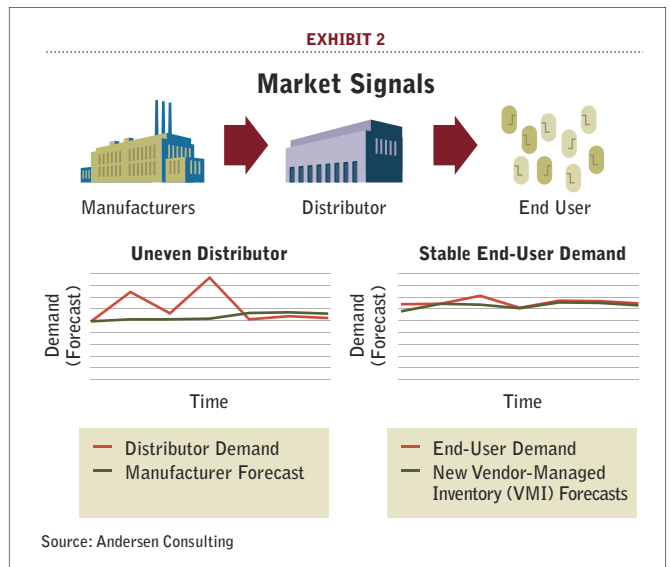 EXHIBIT 2
Market Signals
Manufacturers
Distributor
End User
Uneven Distributor
Demand
(Forecast)
Time
Distributor Demand
Manufacturer Forecast
Stable End-User Demand
Demand
(Forecast)
Time
End-User Demand
New Vendor-Managed
Inventory (VMI) Forecasts
Source: Andersen Consulting